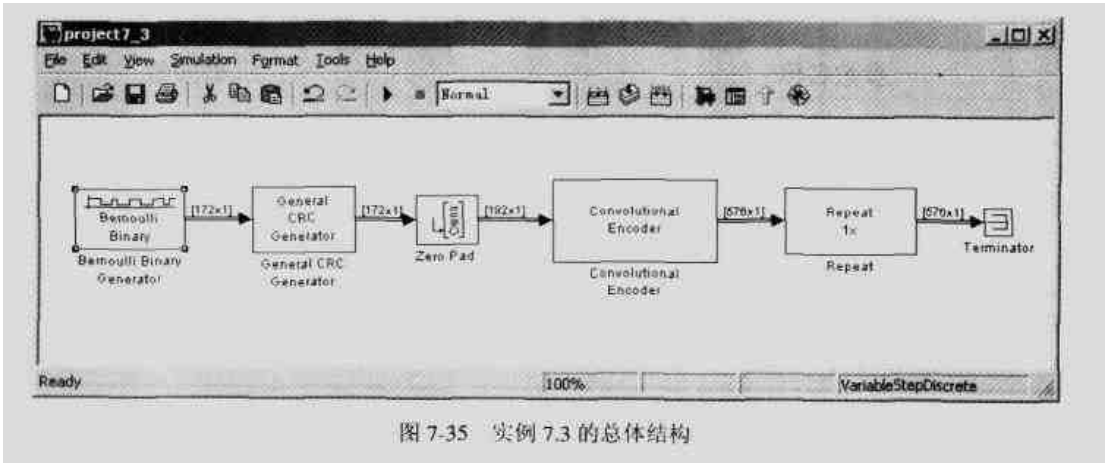 project7_3
File Edit View Simulation Format Tools Help
Normal
Bernoulli
Binary
Bernoulli Binary
Generator
[172x1]
General
CRC
Generator
General CRC
Generator
[172x1]
Zero Pad
[192x1]
Convolutional
Encoder
Convolutional
Encoder
[576x1]
Repeat
1x
Repeat
[576x1]
Terminator
Ready
100%
VariableStepDiscrete
图 7-35 实例 7.3 的总体结构